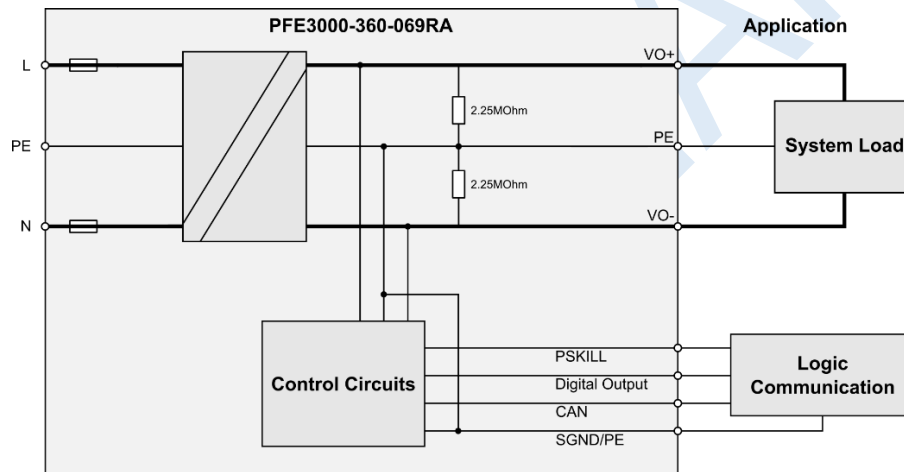 PFE3000-360-069RA
Application
L
VO+
2.25MOhm
PE
PE
System Load
2.25MOhm
N
VO-
PSKILL
Control Circuits
Digital Output
Logic
Communication
CAN
SGND/PE